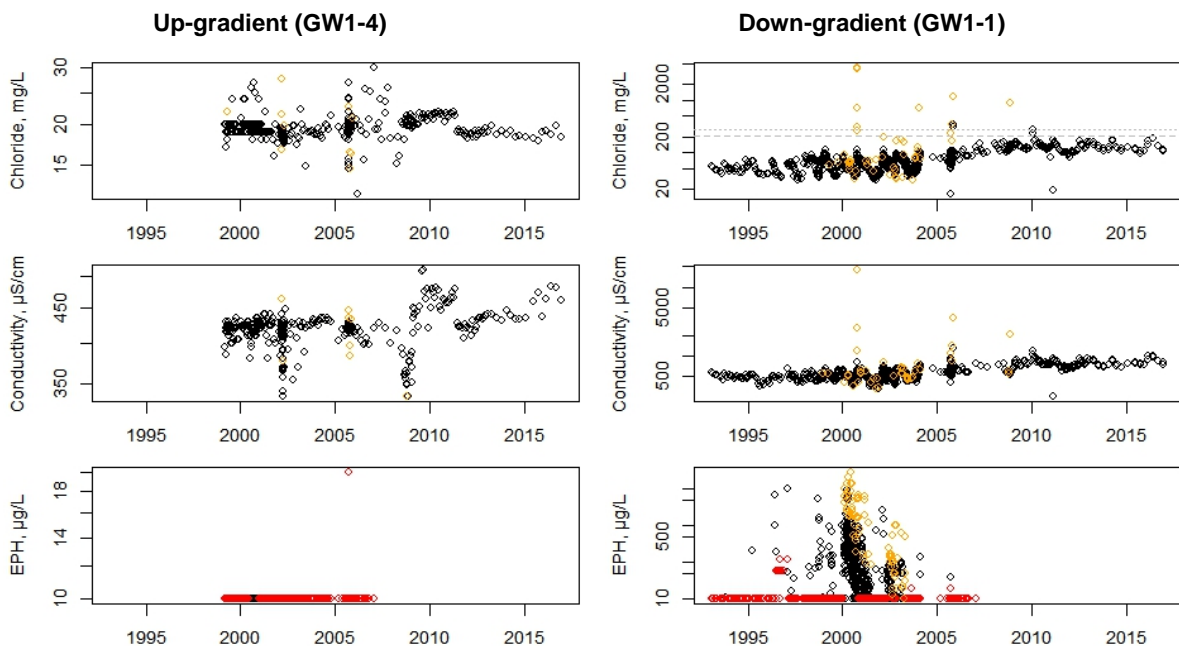 Up-gradient (GW1-4)
Down-gradient (GW1-1)
Chloride, mg/L
30
20
15
1995 2000 2005 2010 2015
Choride, mg/L
2000
200
20
1995 2000 2005 2010 2015
Conductivity, µS/cm
450
350
1995 2000 2005 2010 2015
Conductivity, µS/cm
5000
500
1995 2000 2005 2010 2015
EPH, µg/L
18
14
10
1995 2000 2005 2010 2015
EPH, µg/L
500
10
1995 2000 2005 2010 2015